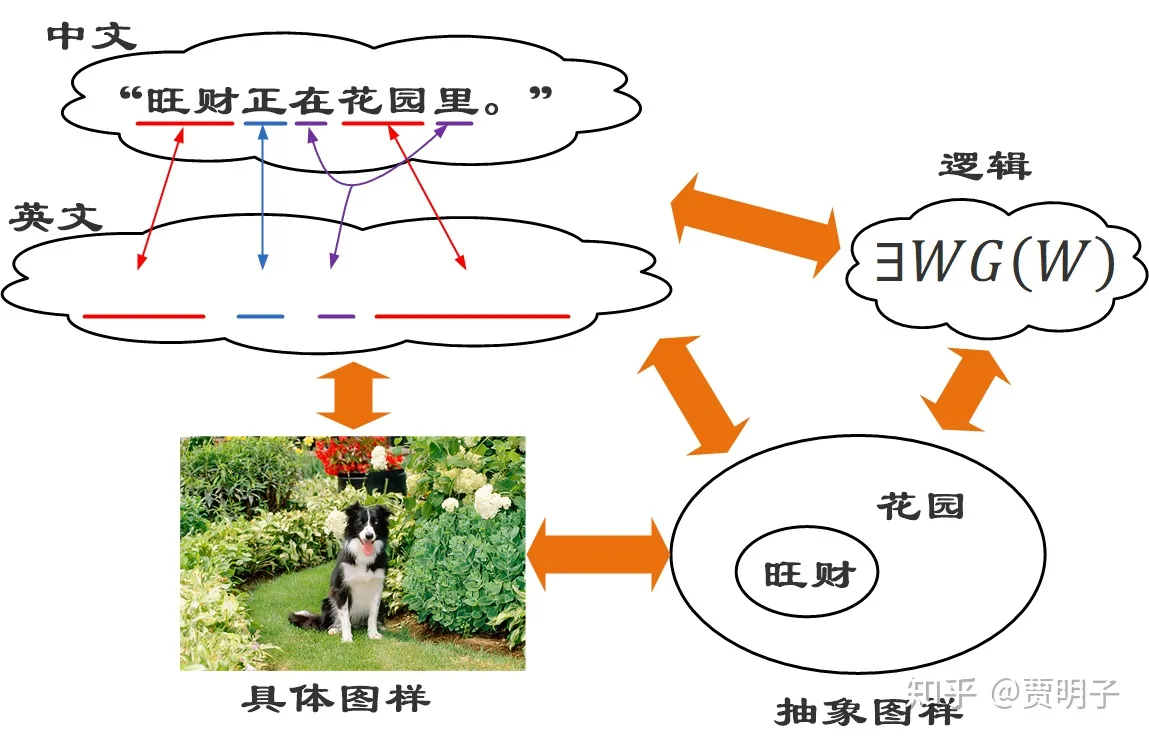 中文
“旺财正在花园里。”
英文
逻辑
∃WG(W)
花园
旺财
具体图样
抽象图样
知乎 @贾明子